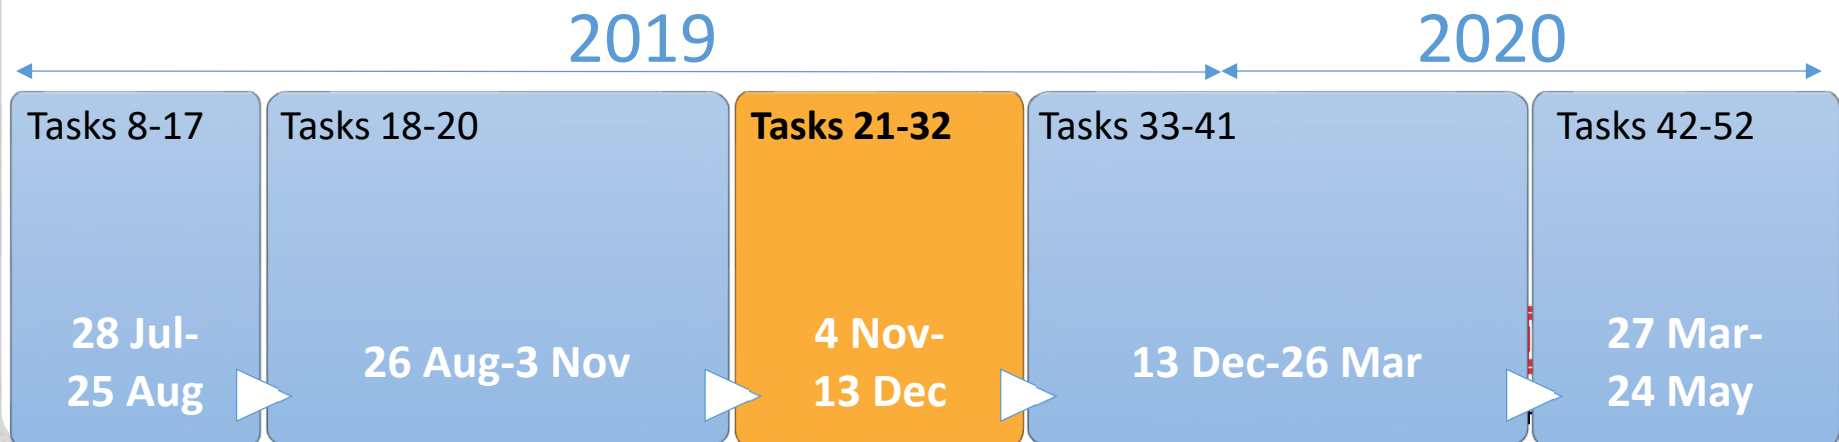 2019
2020
Tasks 8-17
28 Jul-
25 Aug
Tasks 18-20
26 Aug-3 Nov
Tasks 21-32
4 Nov-
13 Dec
Tasks 33-41
13 Dec-26 Mar
Tasks 42-52
27 Mar-
24 May